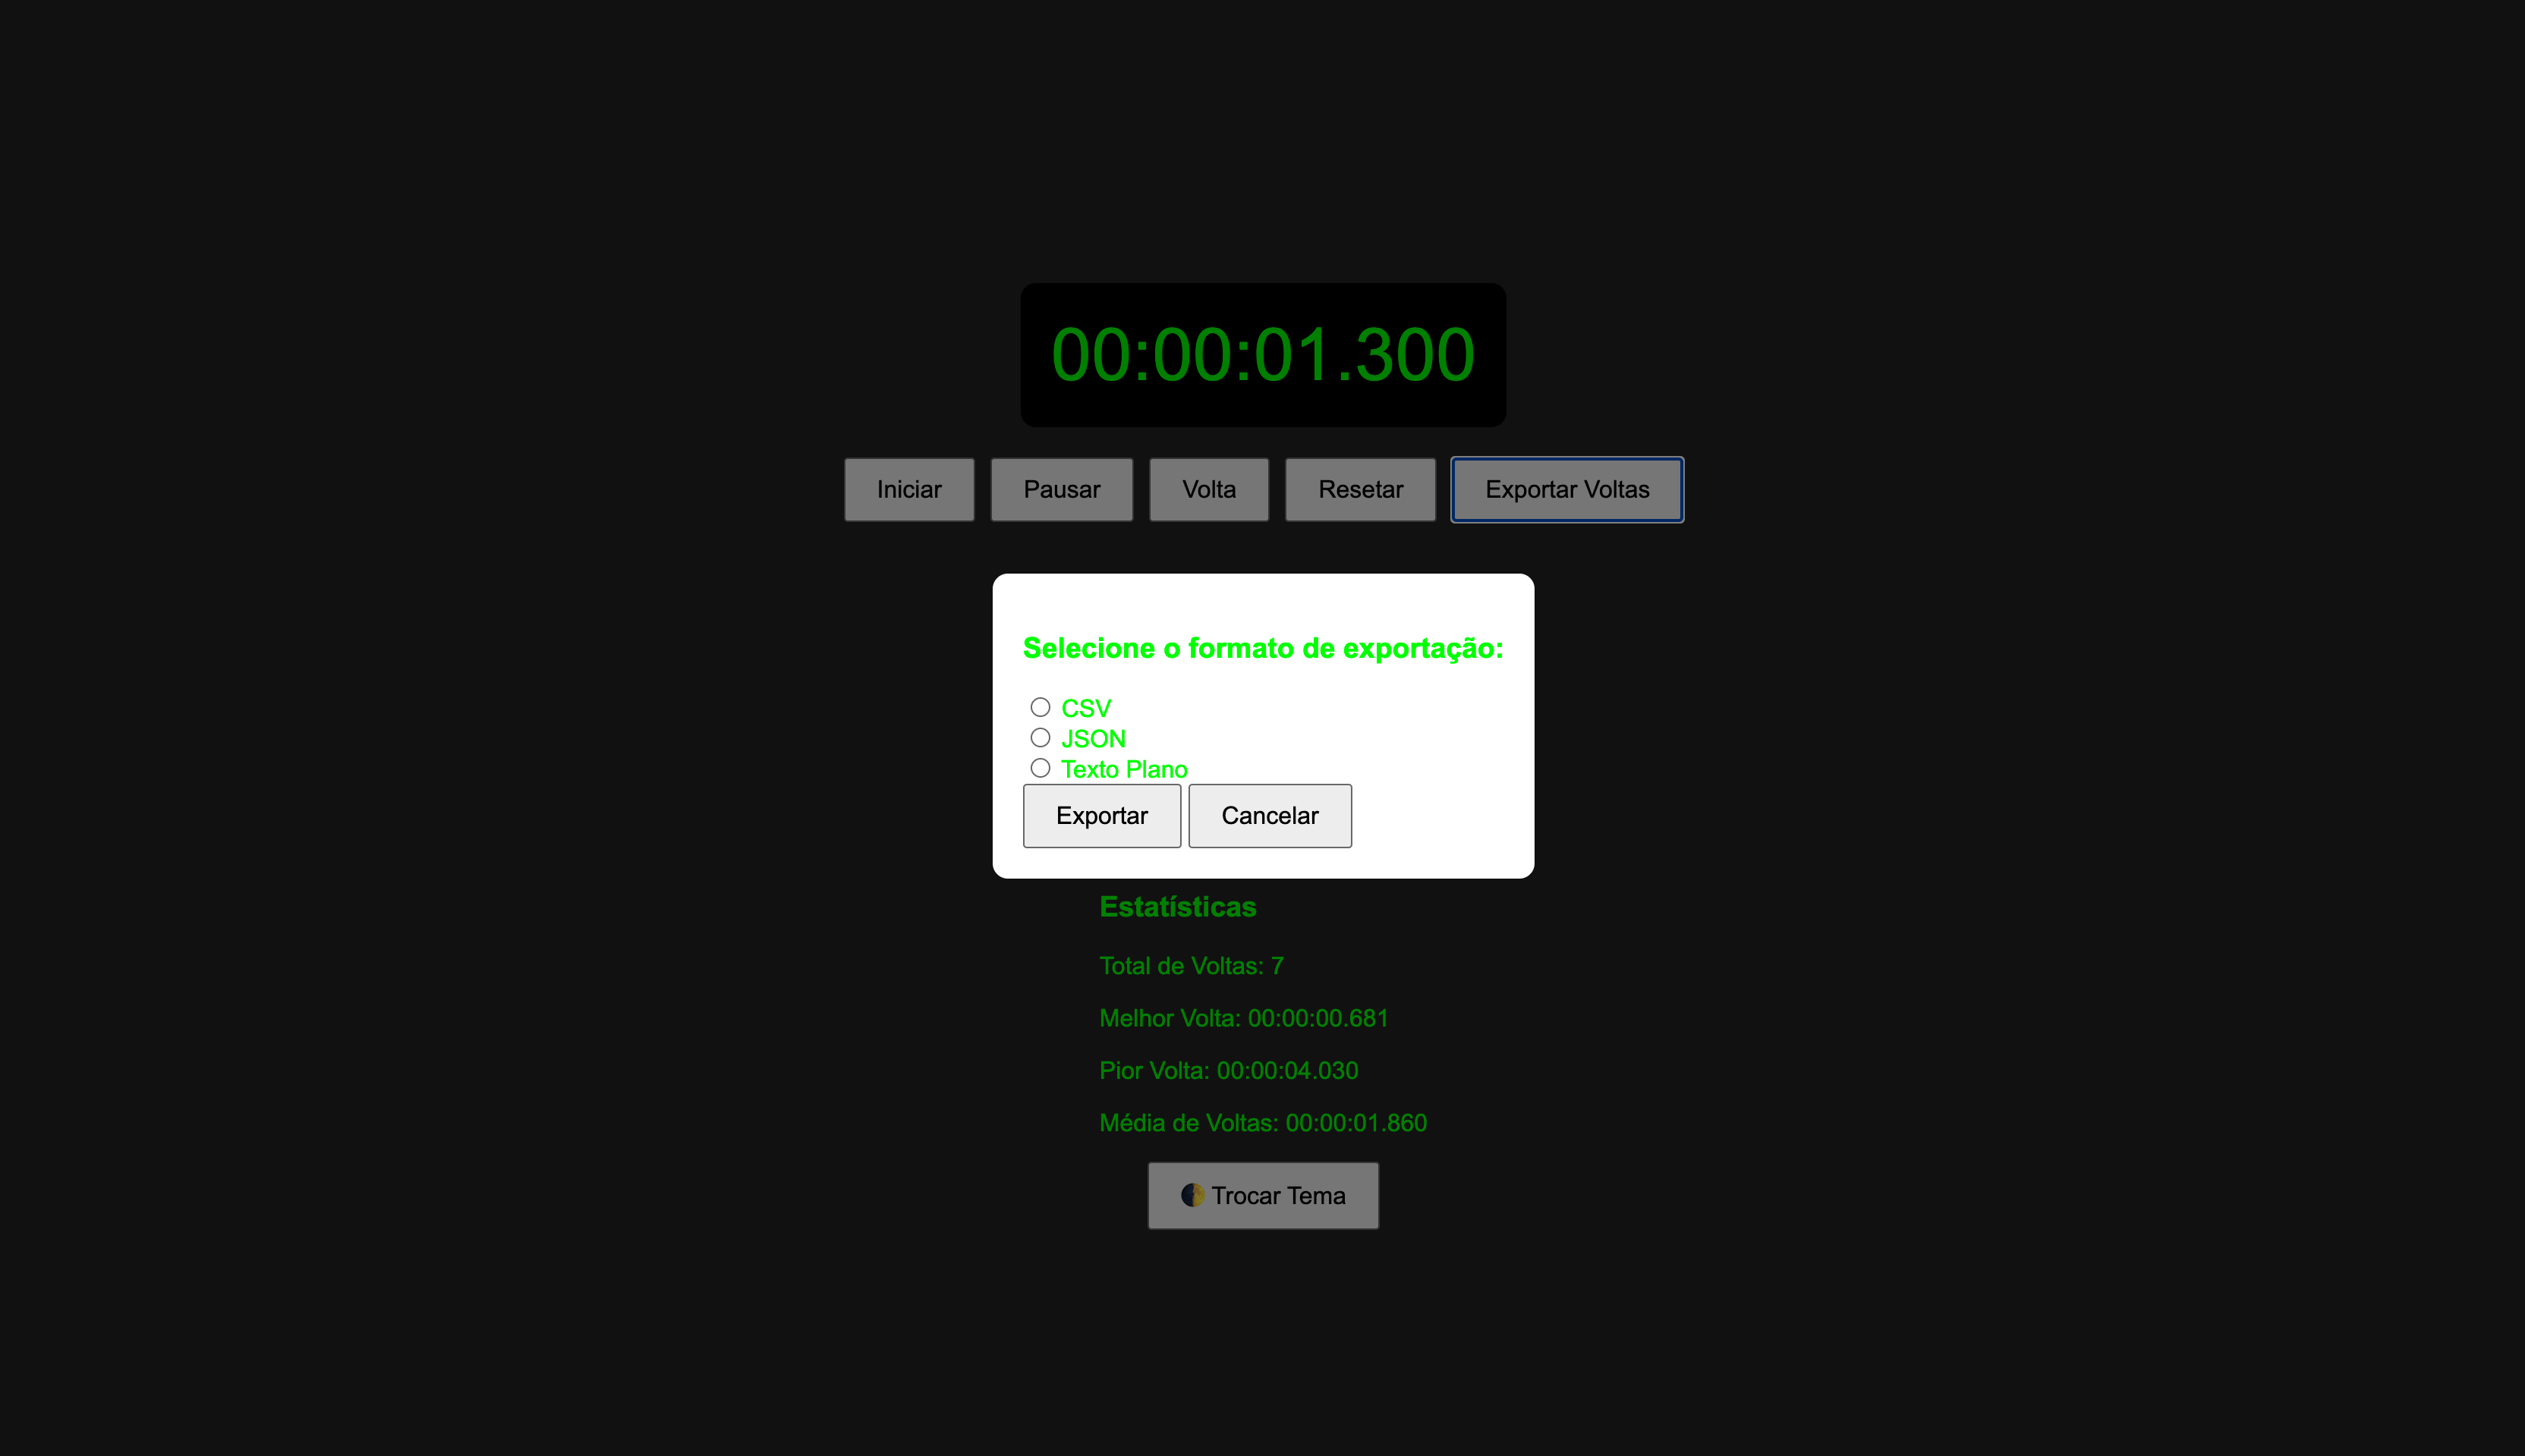 00:00:01.300
Iniciar Pausar Volta Resetar Exportar Voltas
Selecione o formato de exportação:
CSV
JSON
Texto Plano
Exportar Cancelar
Estatísticas
Total de Voltas: 7
Melhor Volta: 00:00:00.681
Pior Volta: 00:00:04.030
Média de Voltas: 00:00:01.860
Trocar Tema